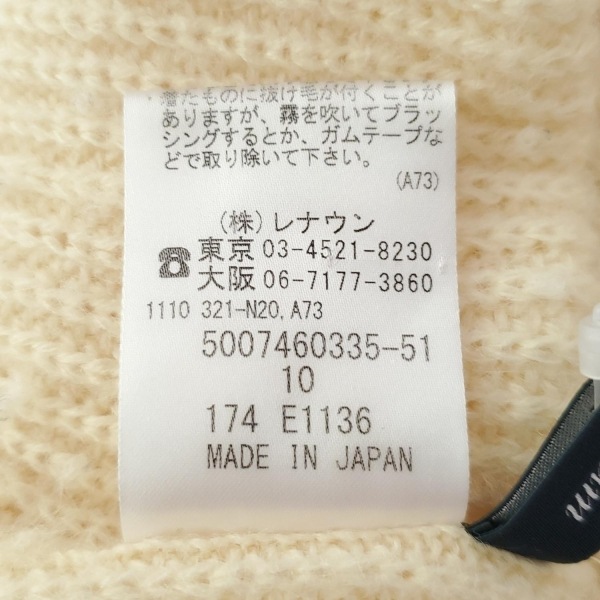 ・着たものに抜け毛が付くことが
ありますが、霧を吹いてブラッ
シングするとか、ガムテープな
どで取り除いて下さい。
(A73)
(株)レナウン
☎東京 03-4521-8230
大阪 06-7177-3860
1110 321-N20,A73
5007460335-51
10
174 E1136
MADE IN JAPAN